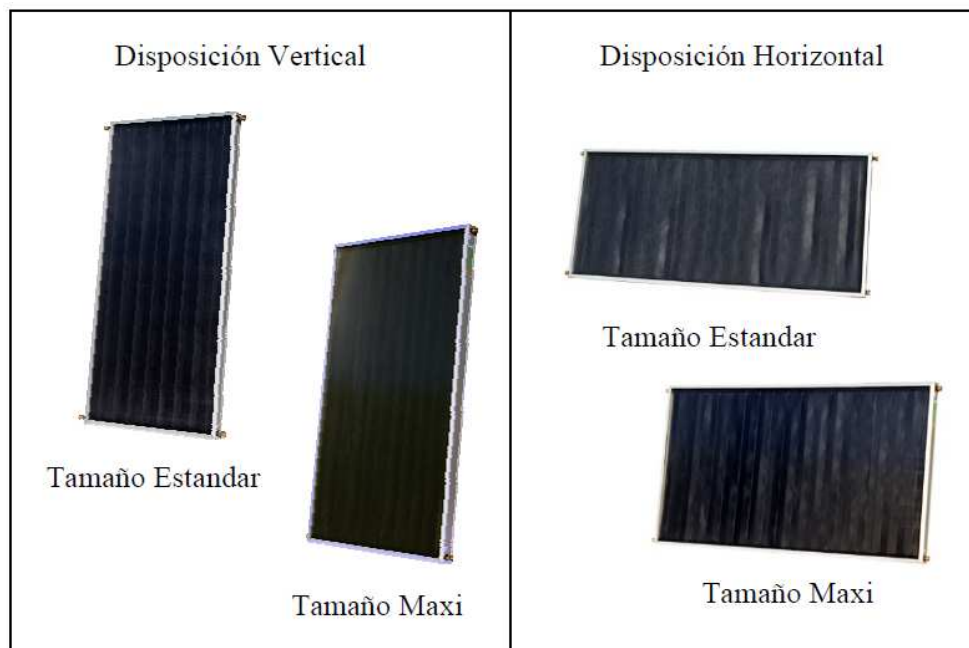 Disposición Vertical
Tamaño Estandar
Tamaño Maxi
Disposición Horizontal
Tamaño Estandar
Tamaño Maxi